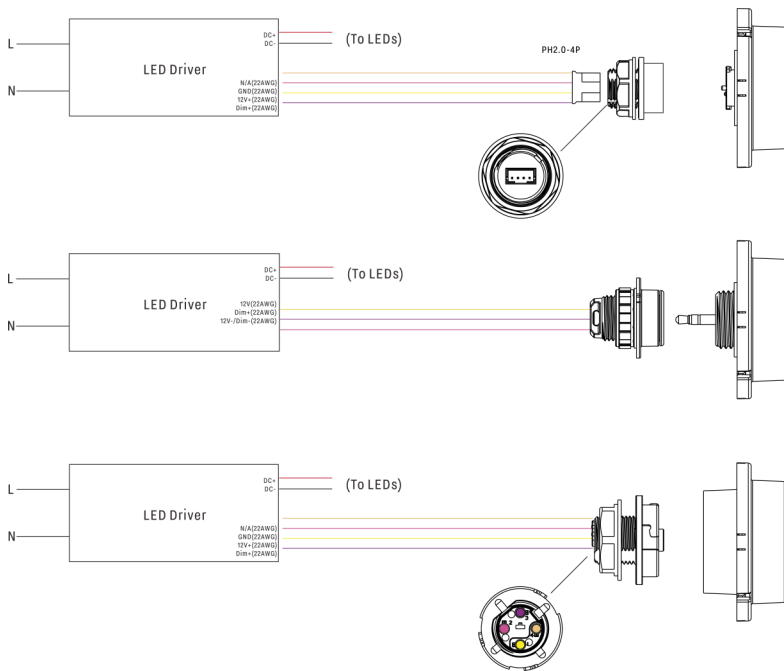 L
N
LED Driver
DC+
DC-
(To LEDs)
N/A(22AWG)
GND(22AWG)
12V+(22AWG)
Dim+(22AWG)
PH2.0-4P
L
N
LED Driver
DC+
DC-
(To LEDs)
12V(22AWG)
Dim+(22AWG)
12V-/Dim-(22AWG)
L
N
LED Driver
DC+
DC-
(To LEDs)
N/A(22AWG)
GND(22AWG)
12V+(22AWG)
Dim+(22AWG)
3
2